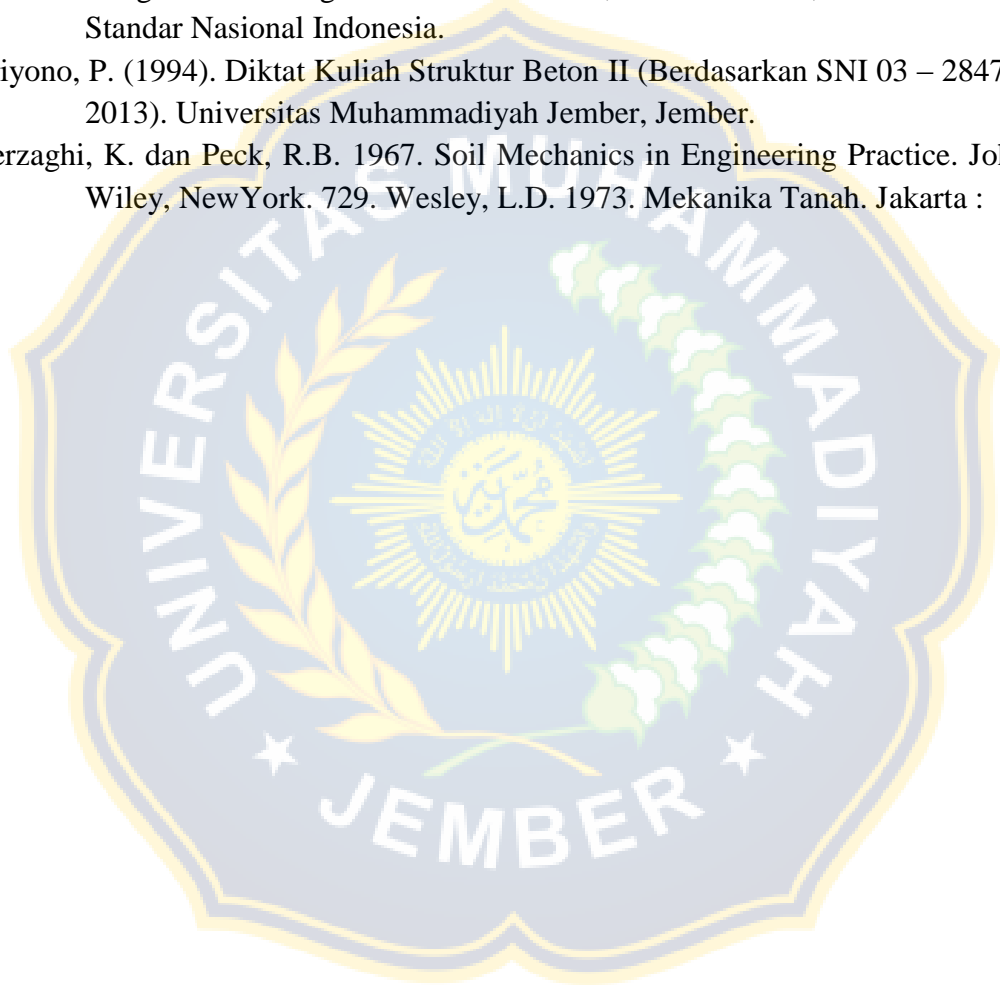 Standar Nasional Indonesia.
iyono, P. (1994). Diktat Kuliah Struktur Beton II (Berdasarkan SNI 03 – 2847
2013). Universitas Muhammadiyah Jember, Jember.
erzaghi, K. dan Peck, R.B. 1967. Soil Mechanics in Engineering Practice.
Wiley, NewYork. 729. Wesley, L.D. 1973. Mekanika Tanah. Jakarta :
UNIVERSITAS MUHAMMADIYAH
JEMBER
محمدية